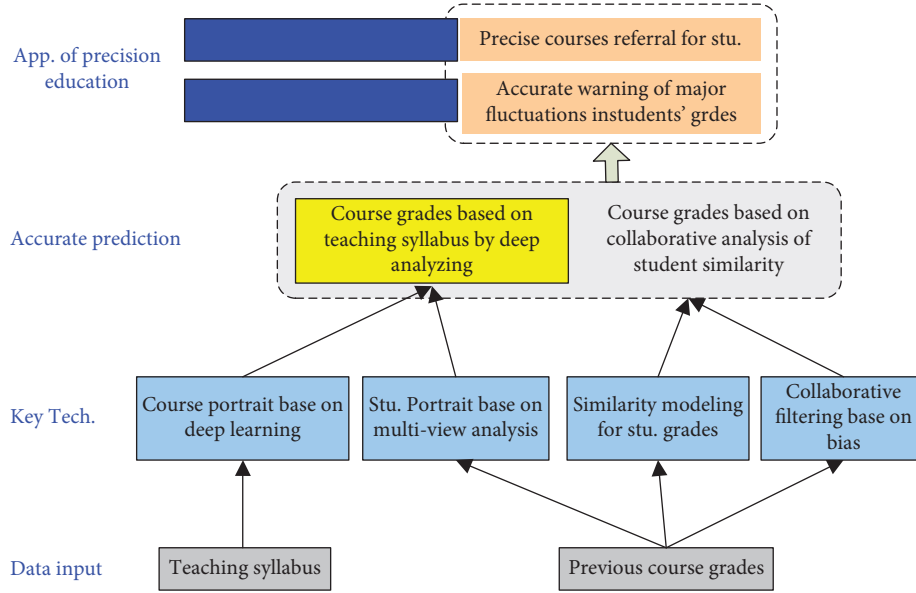 App. of precision
education
Precise courses referral for stu.
Accurate warning of major
fluctuations instudents' grdes
Accurate prediction
Course grades based on
teaching syllabus by deep
analyzing
Course grades based on
collaborative analysis of
student similarity
Key Tech.
Course portrait base on
deep learning
Stu. Portrait base on
multi-view analysis
Similarity modeling
for stu. grades
Collaborative
filtering base on
bias
Data input
Teaching syllabus
Previous course grades